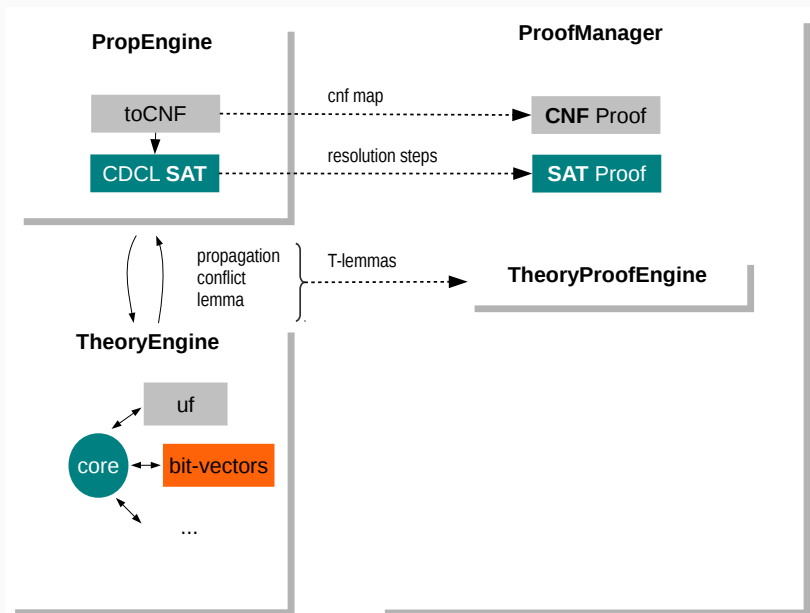 PropEngine
ProofManager
toCNF
cnf map
CNF Proof
CDCL SAT
resolution steps
SAT Proof
propagation
conflict
lemma
T-lemmas
TheoryProofEngine
TheoryEngine
uf
core
bit-vectors
...